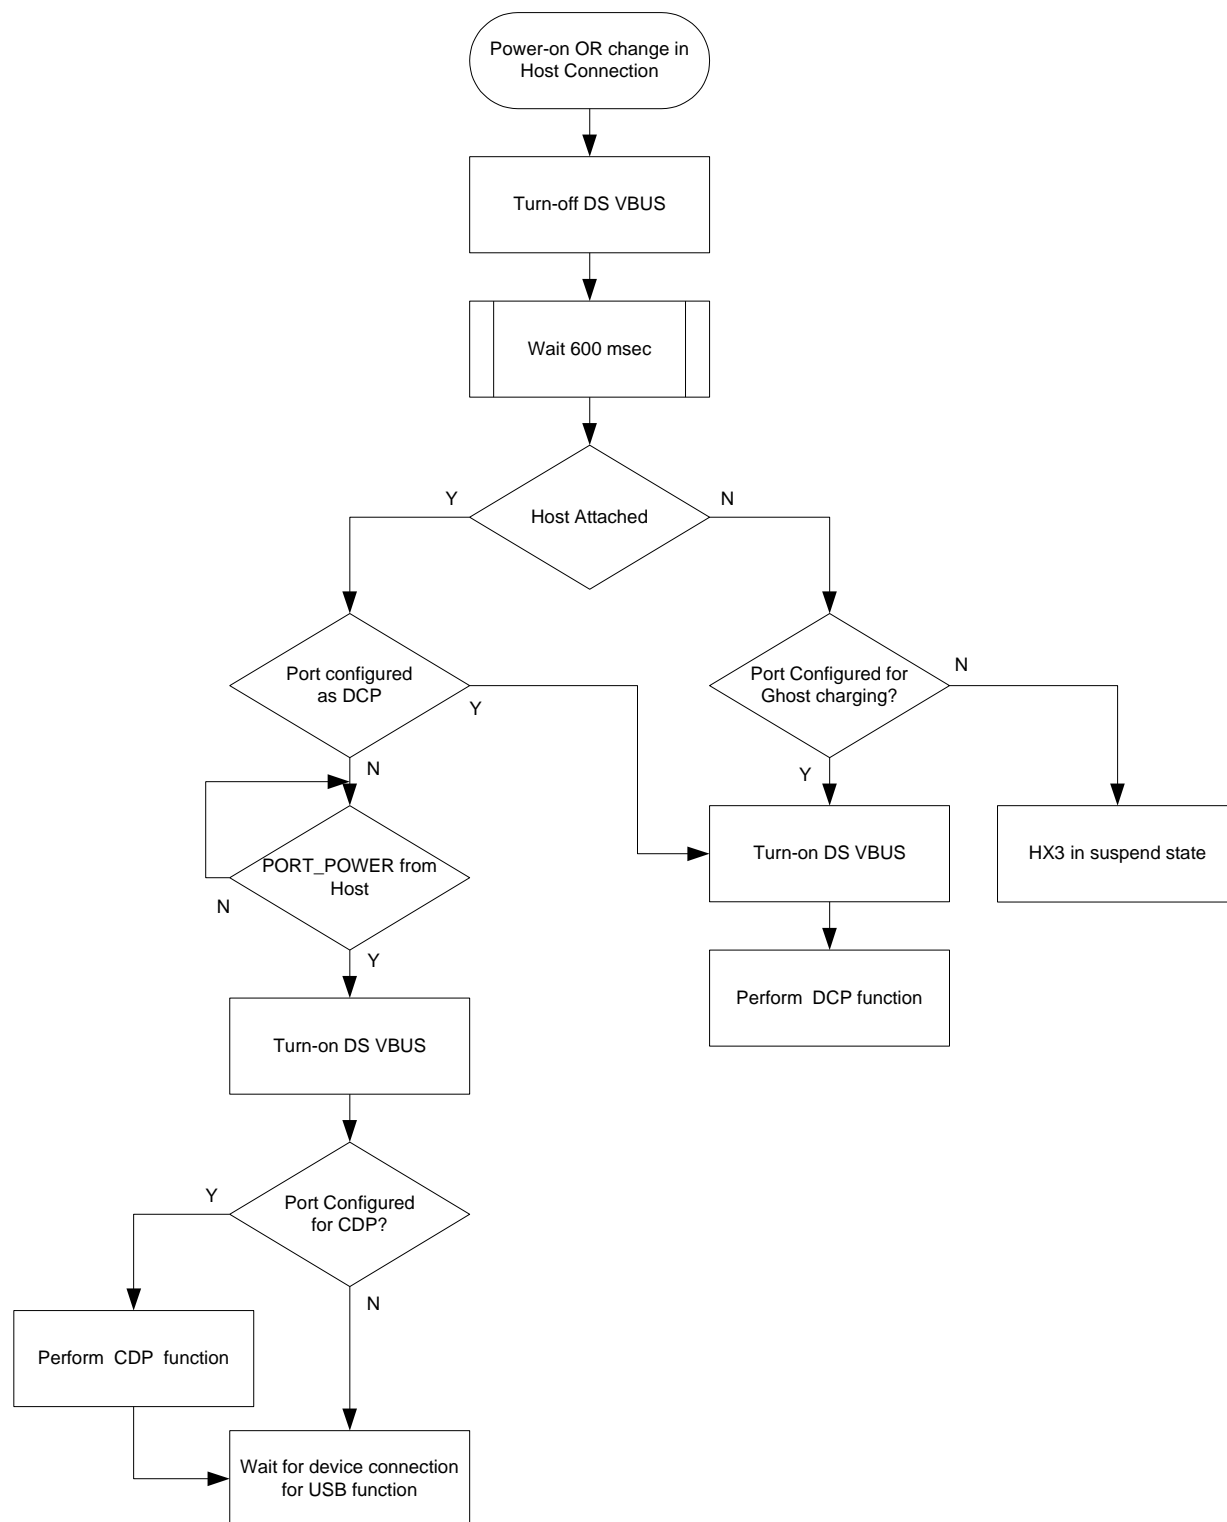 Power-on OR change in
Host Connection
Turn-off DS VBUS
Wait 600 msec
Y
N
Host Attached
Port configured
as DCP
Y
N
Port Configured for
Ghost charging?
N
Y
PORT_POWER from
Host
N
Y
Turn-on DS VBUS
HX3 in suspend state
Perform  DCP function
Turn-on DS VBUS
Port Configured
for CDP?
Y
N
Perform  CDP  function
Wait for device connection
for USB function